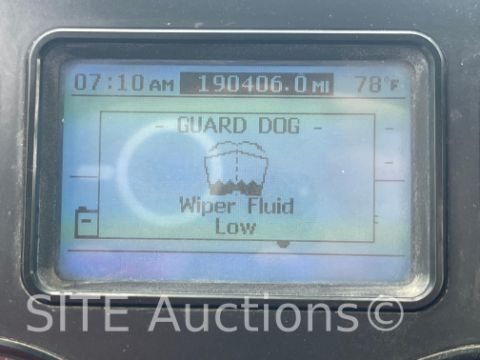 07:10 AM 190406.0 MI 78°F
- GUARD DOG -
Wiper Fluid
Low
SITE Auctions©